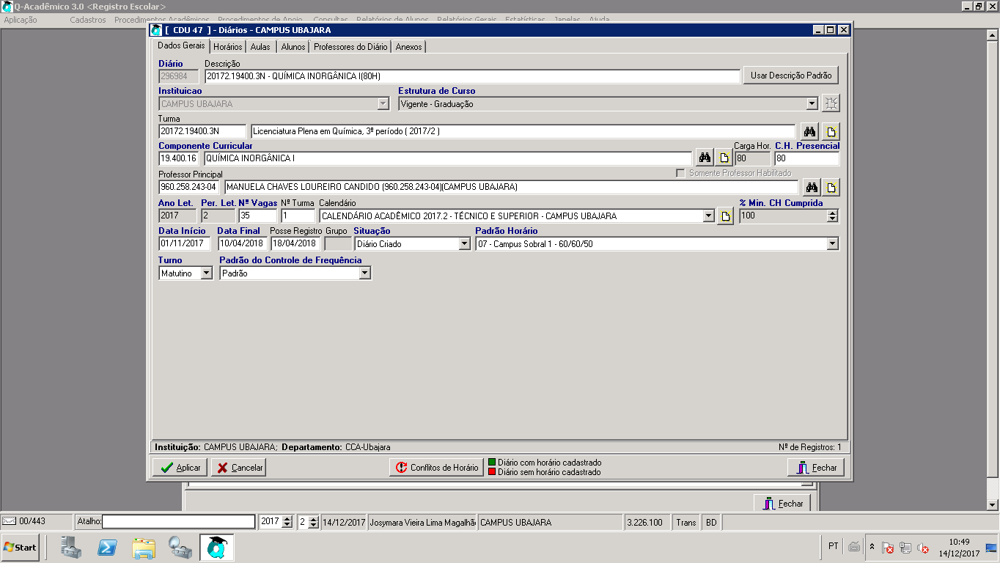 Q-Acadêmico 3.0 <Registro Escolar>
Aplicação Cadastros Procedimentos Acadêmicos Procedimentos de Apoio Consultas Relatórios de Alunos Relatórios Gerais Estatísticas Janelas Ajuda
[ CDU 47 ] - Diários - CAMPUS UBAJARA
Dados Gerais Horários Aulas Alunos Professores do Diário Anexos
Diário Descrição
296984 20172.19400.3N - QUÍMICA INORGÂNICA I(80H) Usar Descrição Padrão
Instituicao Estrutura de Curso
CAMPUS UBAJARA Vigente - Graduação
Turma
20172.19400.3N Licenciatura Plena em Química, 3º período ( 2017/2 )
Componente Curricular Carga Hor. C.H. Presencial
19.400.16 QUÍMICA INORGÂNICA I 80 80
Professor Principal Somente Professor Habilitado
960.258.243-04 MANUELA CHAVES LOUREIRO CANDIDO (960.258.243-04)(CAMPUS UBAJARA)
Ano Let. Per. Let. Nº Vagas Nº Turma Calendário % Min. CH Cumprida
2017 2 35 1 CALENDÁRIO ACADÊMICO 2017.2 - TÉCNICO E SUPERIOR - CAMPUS UBAJARA 100
Data Início Data Final Posse Registro Grupo Situação Padrão Horário
01/11/2017 10/04/2018 18/04/2018 Diário Criado 07 - Campus Sobral 1 - 60/60/50
Turno Padrão do Controle de Frequência
Matutino Padrão
Instituição: CAMPUS UBAJARA; Departamento: CCA-Ubajara Nº de Registros: 1
Aplicar Cancelar Conflitos de Horário Diário com horário cadastrado Fechar
Diário sem horário cadastrado
Fechar
00/443 Atalho: 2017 2 14/12/2017 Josymara Vieira Lima Magalhã CAMPUS UBAJARA 3.226.100 Trans BD
Start PT 10:49
14/12/2017